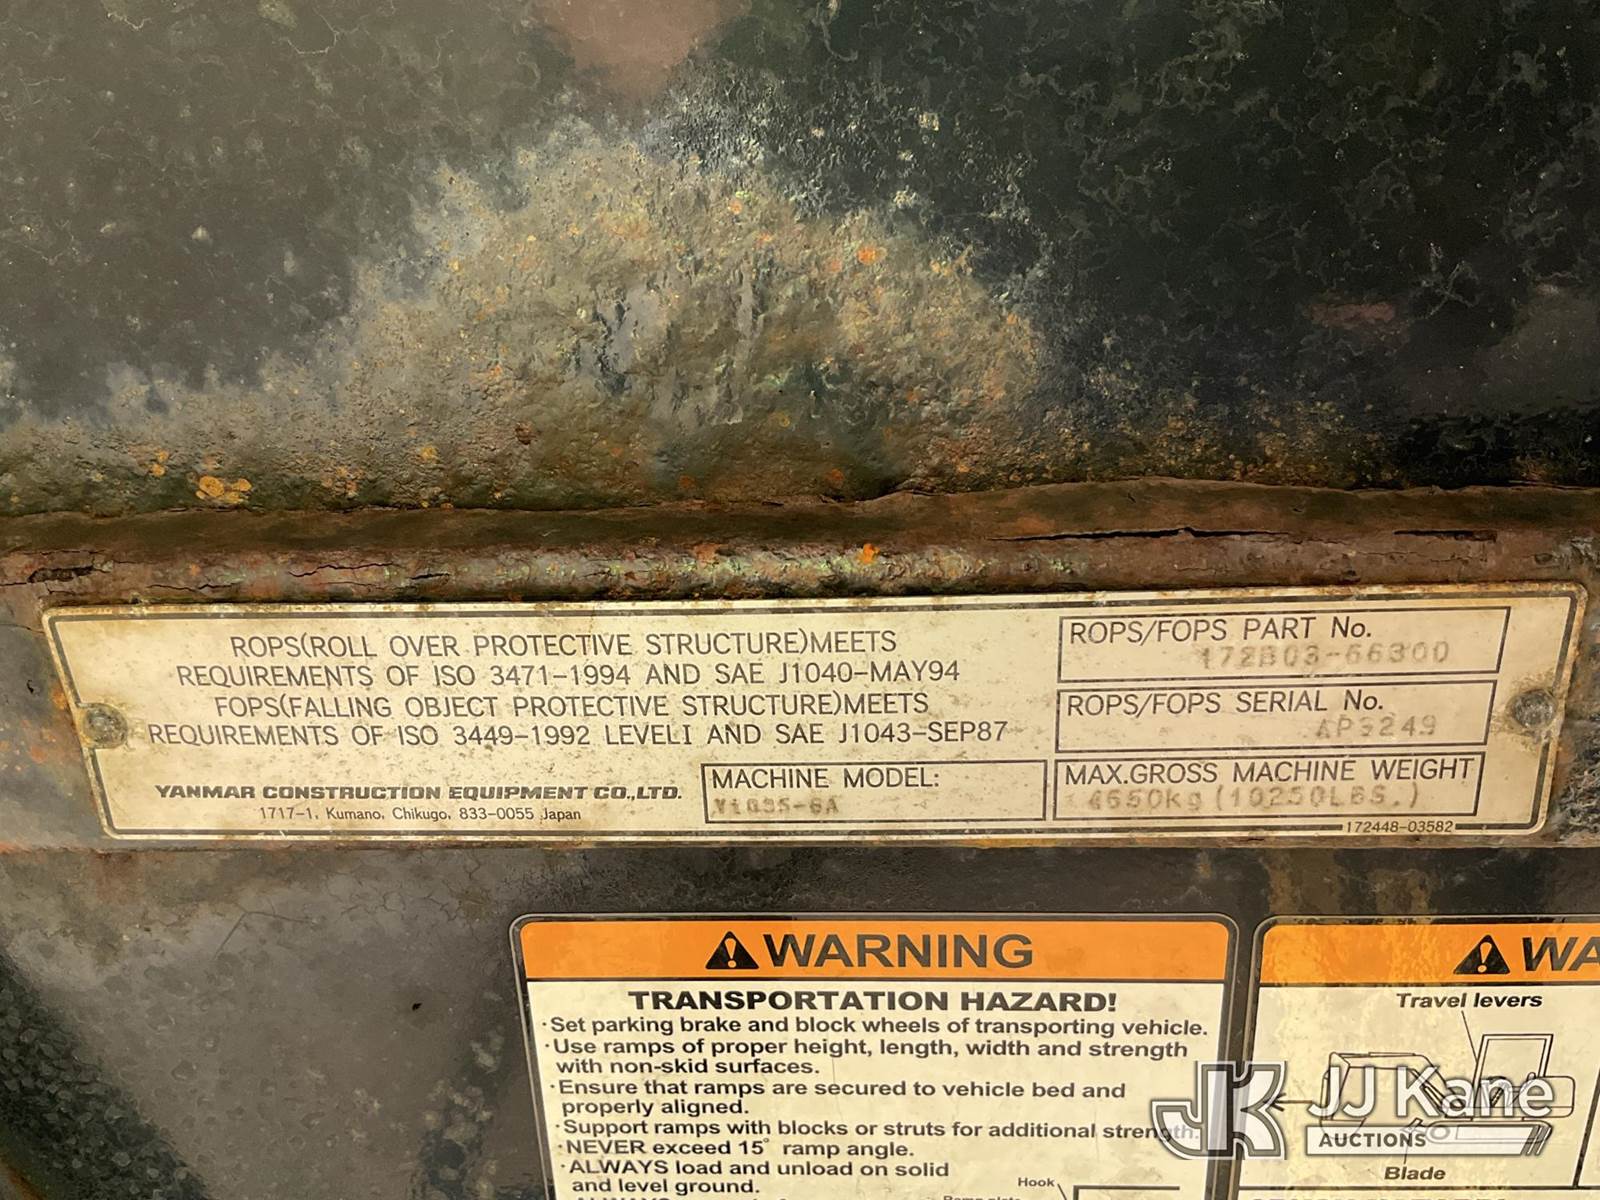 ROPS(ROLL OVER PROTECTIVE STRUCTURE)MEETS
REQUIREMENTS OF ISO 3471-1994 AND SAE J1040-MAY94
FOPS(FALLING OBJECT PROTECTIVE STRUCTURE)MEETS
REQUIREMENTS OF ISO 3449-1992 LEVELI AND SAE J1043-SEP87
YANMAR CONSTRUCTION EQUIPMENT CO.,LTD.
1717-1, Kumano, Chikugo, 833-0055 Japan
MACHINE MODEL:
ROPS/FOPS PART No.
172B03-66300
ROPS/FOPS SERIAL No.
MAX.GROSS MACHINE WEIGHT
4650kg (10250LBS.)
172448-03582
WARNING
TRANSPORTATION HAZARD!
·Set parking brake and block wheels of transporting vehicle.
·Use ramps of proper height, length, width and strength
with non-skid surfaces.
·Ensure that ramps are secured to vehicle bed and
properly aligned.
·Support ramps with blocks or struts for additional strength.
·NEVER exceed 15° ramp angle.
·ALWAYS load and unload on solid
and level ground.
Hook
WA
Travel levers
Blade
JJ Kane
AUCTIONS